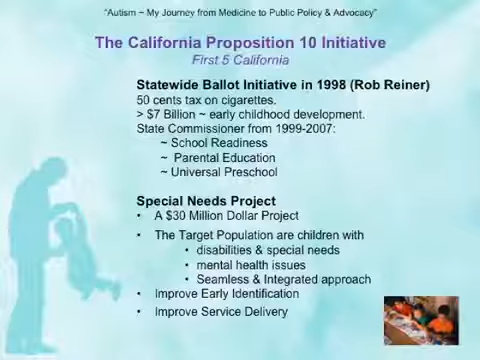 "Autism ~ My Journey from Medicine to Public Policy & Advocacy"
The California Proposition 10 Initiative
First 5 California
Statewide Ballot Initiative in 1998 (Rob Reiner)
50 cents tax on cigarettes.
> $7 Billion ~ early childhood development.
State Commissioner from 1999-2007:
~ School Readiness
~ Parental Education
~ Universal Preschool
Special Needs Project
• A $30 Million Dollar Project
• The Target Population are children with
• disabilities & special needs
• mental health issues
• Seamless & Integrated approach
• Improve Early Identification
• Improve Service Delivery